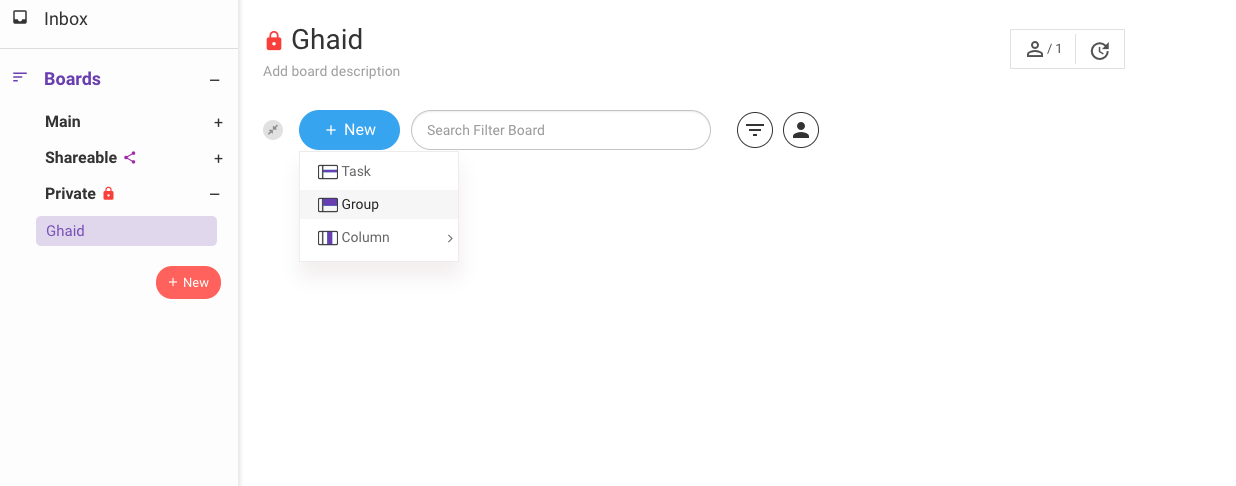 Inbox
Boards
Main
Shareable
Private
Ghaid
+ New
Ghaid
Add board description
/ 1
+ New
Search Filter Board
Task
Group
Column